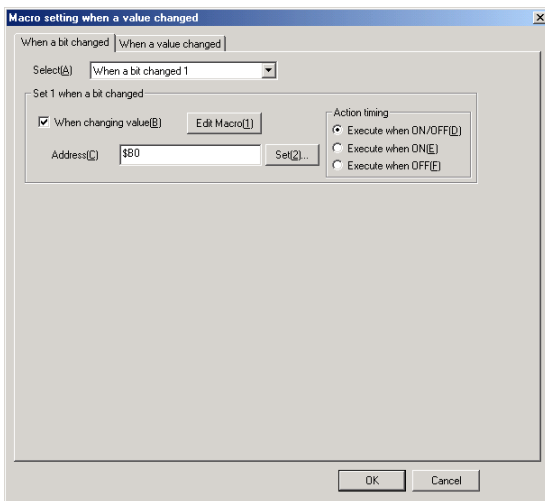 Macro setting when a value changed
When a bit changed When a value changed
Select(A) When a bit changed 1
Set 1 when a bit changed
When changing value(B) Edit Macro(1)
Address(C) $B0 Set(2)...
Action timing
Execute when ON/OFF(D)
Execute when ON(E)
Execute when OFF(F)
OK Cancel